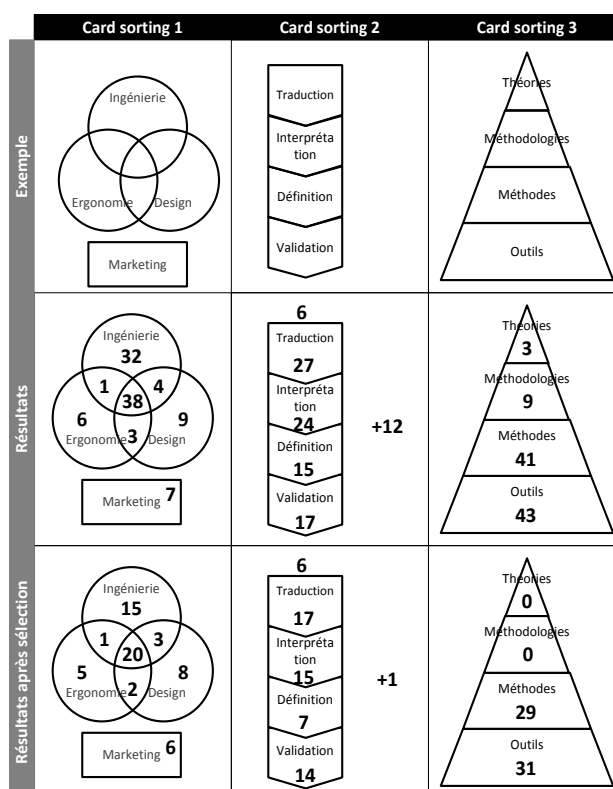 Card sorting 1
Card sorting 2
Card sorting 3
Exemple
Ingénierie
Ergonomie
Design
Marketing
Traduction
Interpréta
tion
Définition
Validation
Théories
Méthodologies
Méthodes
Outils
Résultats
Ingénierie
32
1
4
38
6
9
Ergonomie
3
Design
Marketing 7
6
Traduction
27
Interpréta
tion
24
Définition
15
Validation
17
+12
Théories
3
Méthodologies
9
Méthodes
41
Outils
43
Résultats après sélection
Ingénierie
15
1
3
20
5
8
Ergonomie
2
Design
Marketing 6
6
Traduction
17
Interpréta
tion
15
Définition
7
Validation
14
+1
Théories
0
Méthodologies
0
Méthodes
29
Outils
31